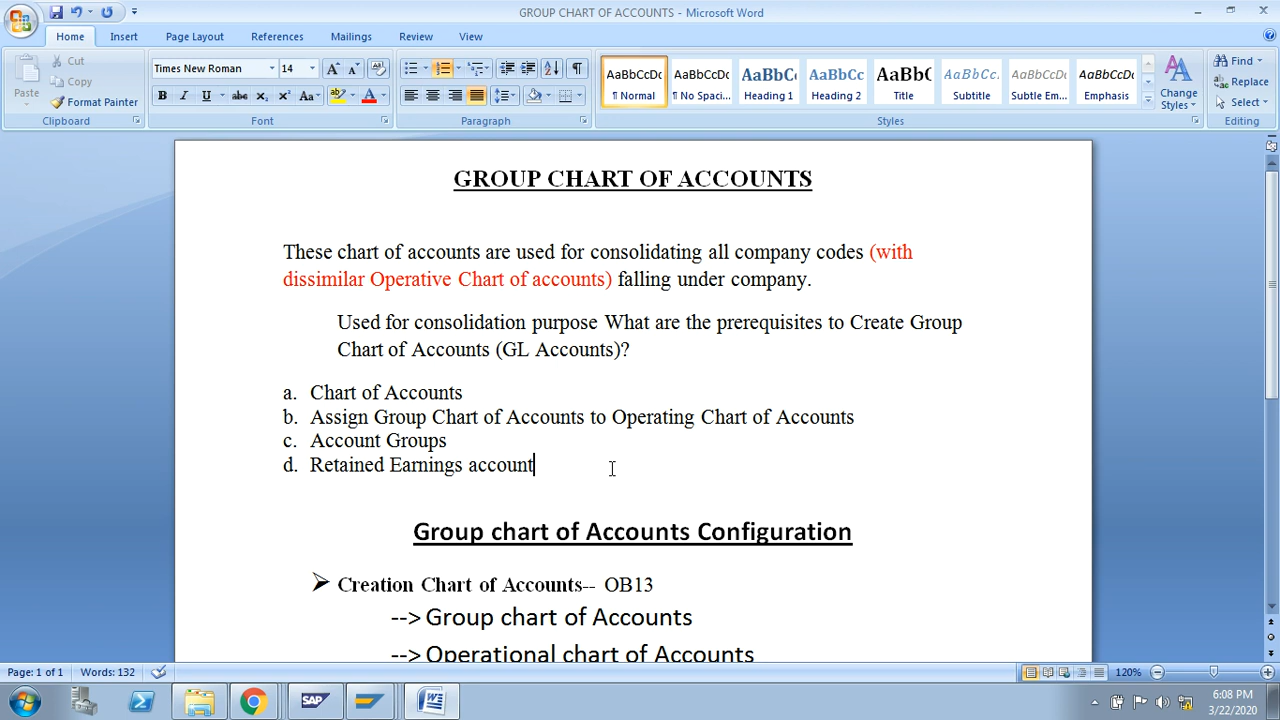 GROUP CHART OF ACCOUNTS - Microsoft Word
Home Insert Page Layout References Mailings Review View
Paste
Cut
Copy
Format Painter
Clipboard
Times New Roman 14
Font
Paragraph
AaBbCcDc AaBbCcDc AaBbC AaBbCc AaBbC AaBbCc. AaBbCcDc AaBbCcDc
¶ Normal ¶ No Spaci... Heading 1 Heading 2 Title Subtitle Subtle Em... Emphasis
Change Styles
Styles
Find
Replace
Select
Editing
GROUP CHART OF ACCOUNTS
These chart of accounts are used for consolidating all company codes (with
dissimilar Operative Chart of accounts) falling under company.
Used for consolidation purpose What are the prerequisites to Create Group
Chart of Accounts (GL Accounts)?
a. Chart of Accounts
b. Assign Group Chart of Accounts to Operating Chart of Accounts
c. Account Groups
d. Retained Earnings account
Group chart of Accounts Configuration
Creation Chart of Accounts-- OB13
--> Group chart of Accounts
--> Operational chart of Accounts
Page: 1 of 1 Words: 132 120%
SAP
6:08 PM
3/22/2020